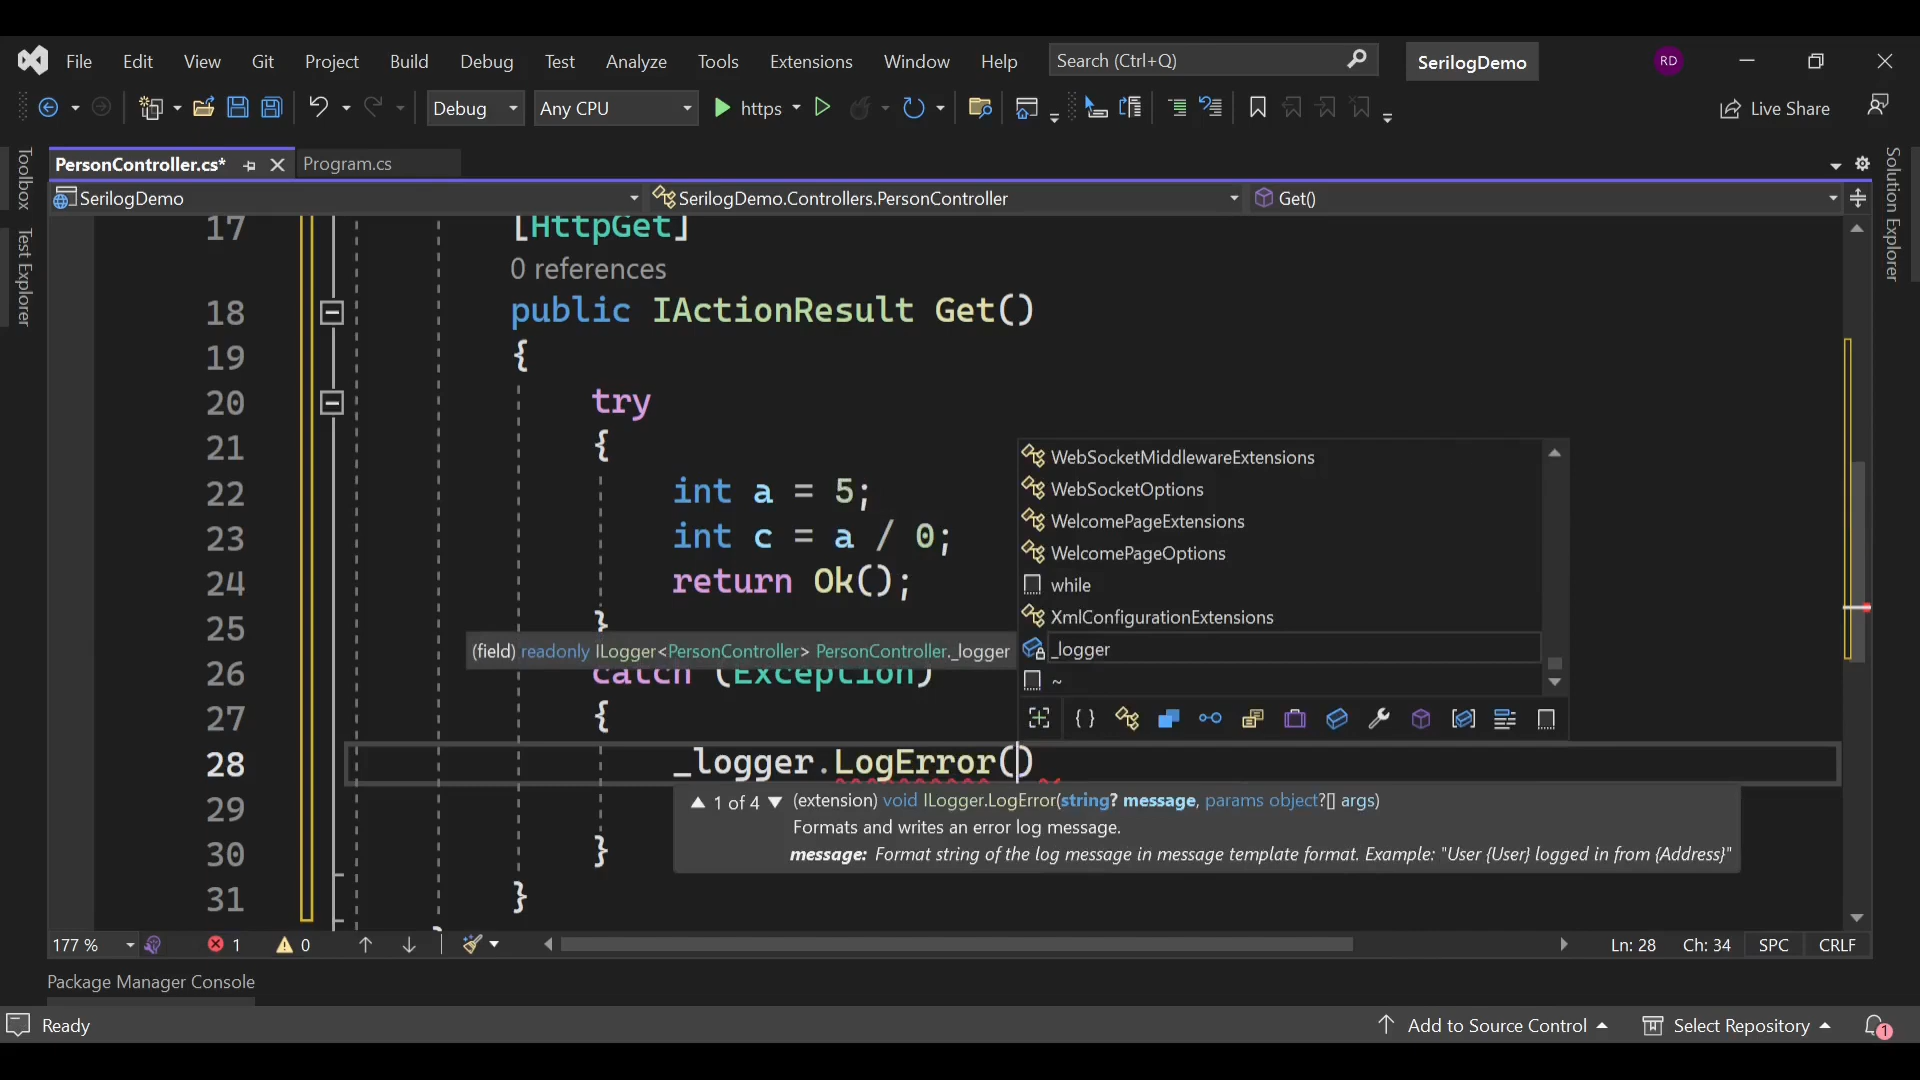 File Edit View Git Project Build Debug Test Analyze Tools Extensions Window Help Search (Ctrl+Q) SerilogDemo RD
Debug Any CPU https Live Share
Toolbox
Test Explorer
Solution Explorer
PersonController.cs* Program.cs
SerilogDemo SerilogDemo.Controllers.PersonController Get()
17 [HttpGet]
0 references
18 public IActionResult Get()
19 {
20 try
21 {
22 int a = 5;
23 int c = a / 0;
24 return Ok();
25 }
26 catch (Exception)
27 {
28 _logger.LogError()
29
30 }
31 }
WebSocketMiddlewareExtensions
WebSocketOptions
WelcomePageExtensions
WelcomePageOptions
while
XmlConfigurationExtensions
_logger
~
(field) readonly ILogger<PersonController> PersonController._logger
1 of 4 (extension) void ILogger.LogError(string? message, params object?[] args)
Formats and writes an error log message.
message: Format string of the log message in message template format. Example: "User {User} logged in from {Address}"
177 % 1 0 Ln: 28 Ch: 34 SPC CRLF
Package Manager Console
Ready Add to Source Control Select Repository 1